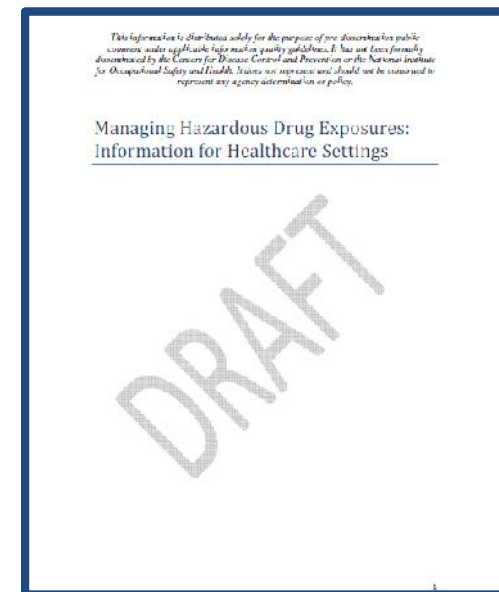 This information is distributed solely for the purpose of pre dissemination public
comment under applicable information quality guidelines. It has not been formally
disseminated by the Centers for Disease Control and Prevention or the National Institute
for Occupational Safety and Health. It does not represent and should not be construed to
represent any agency determination or policy.
Managing Hazardous Drug Exposures:
Information for Healthcare Settings
DRAFT
1